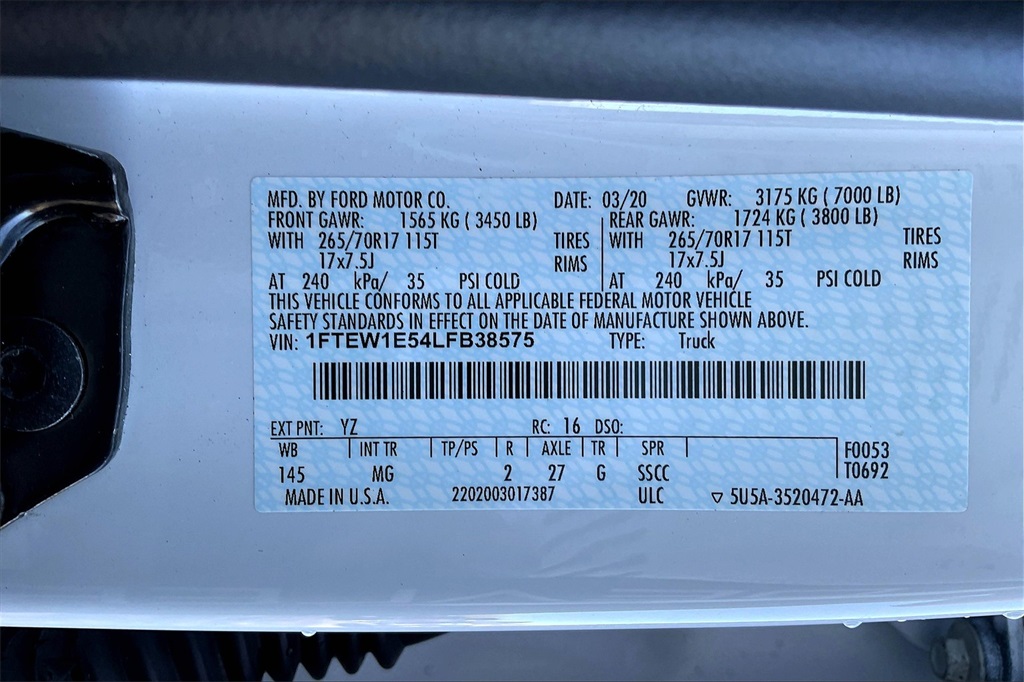 MFD. BY FORD MOTOR CO. DATE: 03/20 GVWR: 3175 KG ( 7000 LB)
FRONT GAWR: 1565 KG ( 3450 LB) REAR GAWR: 1724 KG ( 3800 LB)
WITH 265/70R17 115T TIRES WITH 265/70R17 115T TIRES
17x7.5J RIMS 17x7.5J RIMS
AT 240 kPa/ 35 PSI COLD AT 240 kPa/ 35 PSI COLD
THIS VEHICLE CONFORMS TO ALL APPLICABLE FEDERAL MOTOR VEHICLE
SAFETY STANDARDS IN EFFECT ON THE DATE OF MANUFACTURE SHOWN ABOVE.
VIN: 1FTEW1E54LFB38575 TYPE: Truck
EXT PNT: YZ RC: 16 DSO:
WB INT TR TP/PS R AXLE TR SPR F0053
145 MG 2 27 G SSCC T0692
MADE IN U.S.A. 2202003017387 ULC ▽ 5U5A-3520472-AA